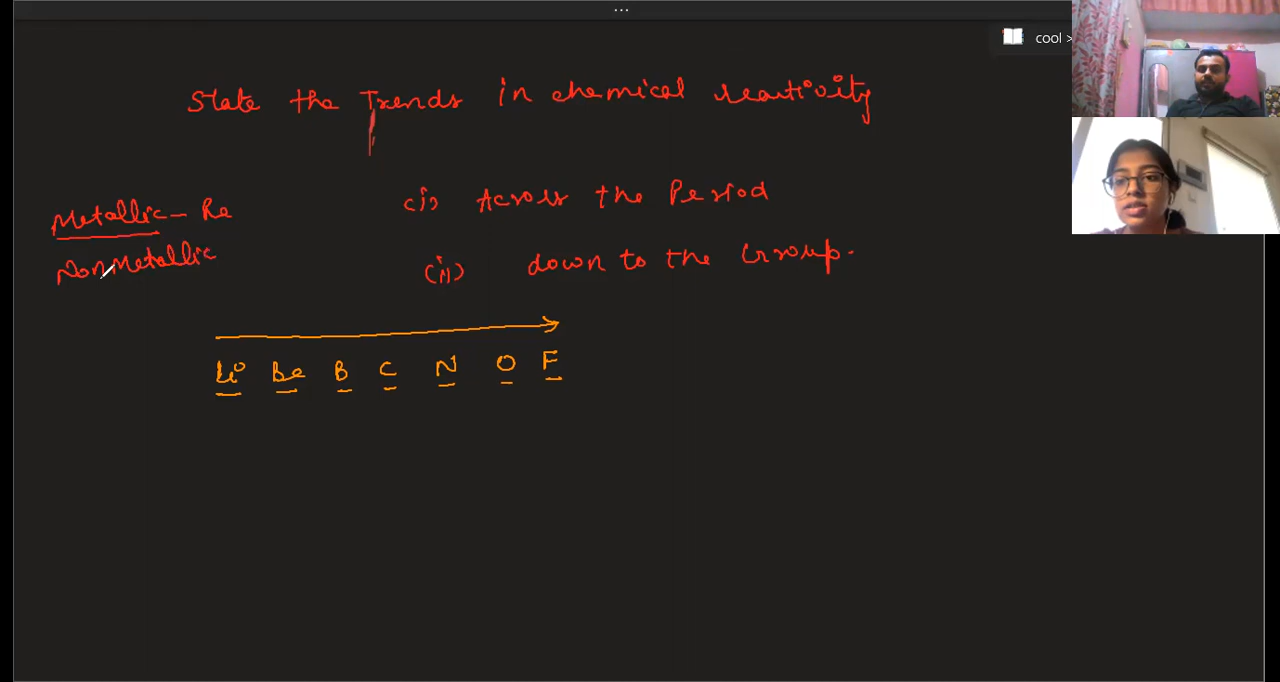 ...
cool >
State the Trends in chemical reactivity
(i) Across the Period
Metallic - Re
NonMetallic
(ii) down to the Group.
Li Be B C N O F